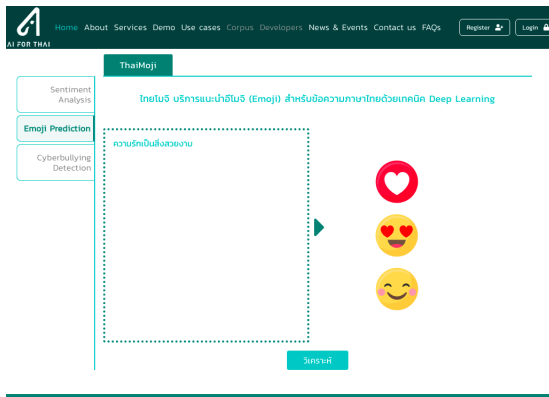 AI FOR THAI
Home About Services Demo Use cases Corpus Developers News & Events Contact us FAQs Register Login
ThaiMoji
Sentiment Analysis
Emoji Prediction
Cyberbullying Detection
ไทยโมจิ บริการแนะนำอีโมจิ (Emoji) สำหรับข้อความภาษาไทยด้วยเทคนิค Deep Learning
ความรักเป็นสิ่งสวยงาม
วิเคราะห์